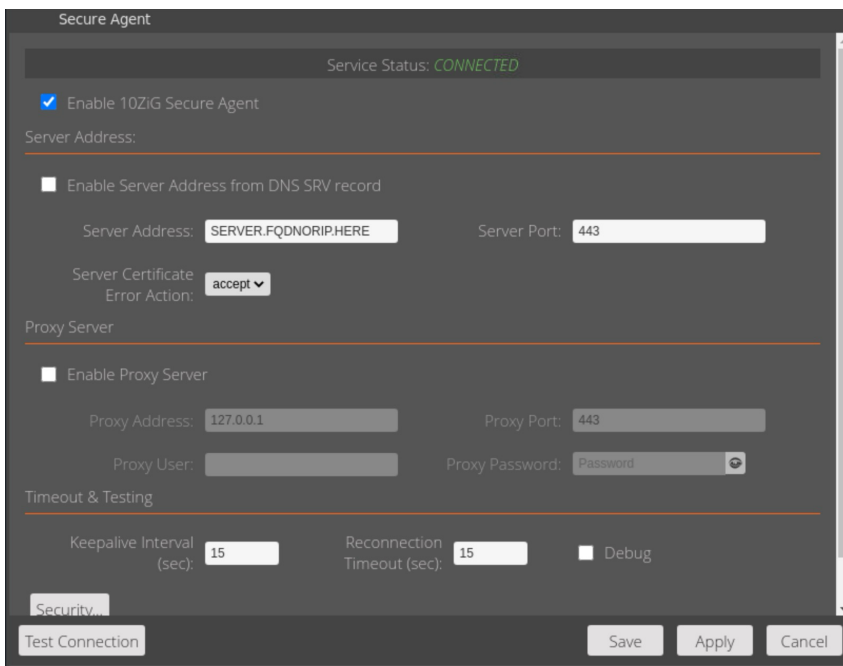 Secure Agent
Service Status: CONNECTED
Enable 10ZiG Secure Agent
Server Address:
Enable Server Address from DNS SRV record
Server Address: SERVER.FQDNORIP.HERE Server Port: 443
Server Certificate
Error Action: accept
Proxy Server
Enable Proxy Server
Proxy Address: 127.0.0.1 Proxy Port: 443
Proxy User: Proxy Password: Password
Timeout & Testing
Keepalive Interval
(sec): 15
Reconnection
Timeout (sec): 15
Debug
Security...
Test Connection Save Apply Cancel